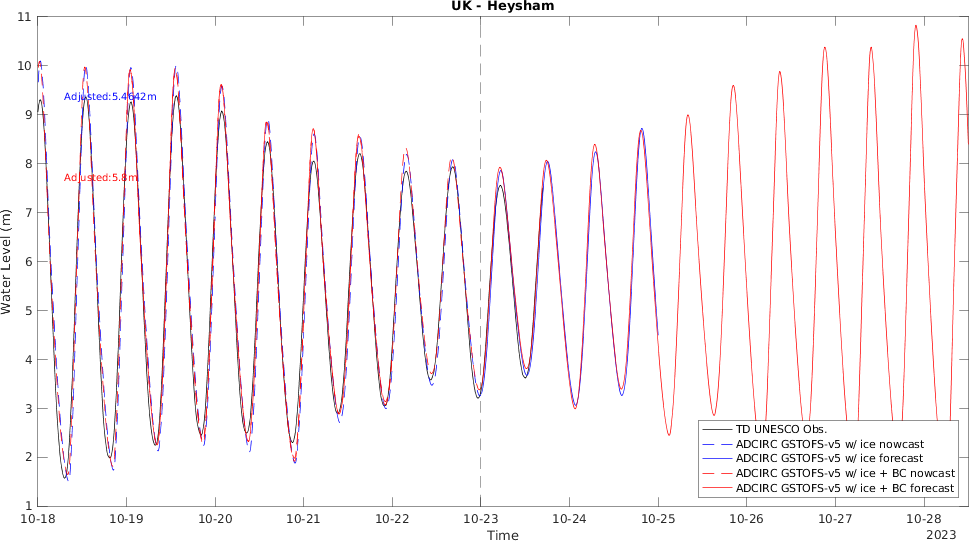 UK - Heysham
11
10
9
8
7
6
5
4
3
2
1
Water Level (m)
Adjusted:5.4642m
Adjusted:5.8m
TD UNESCO Obs.
ADCIRC GSTOFS-v5 w/ ice nowcast
ADCIRC GSTOFS-v5 w/ ice forecast
ADCIRC GSTOFS-v5 w/ ice + BC nowcast
ADCIRC GSTOFS-v5 w/ ice + BC forecast
10-18 10-19 10-20 10-21 10-22 10-23 10-24 10-25 10-26 10-27 10-28
Time
2023